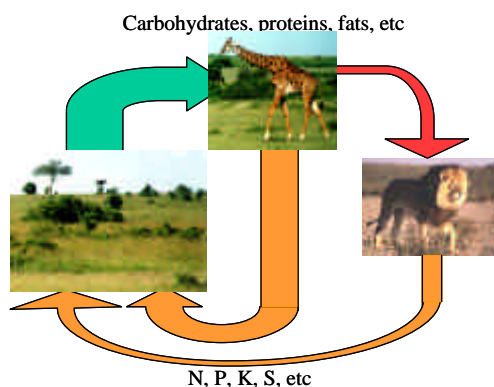 Carbohydrates, proteins, fats, etc
N, P, K, S, etc